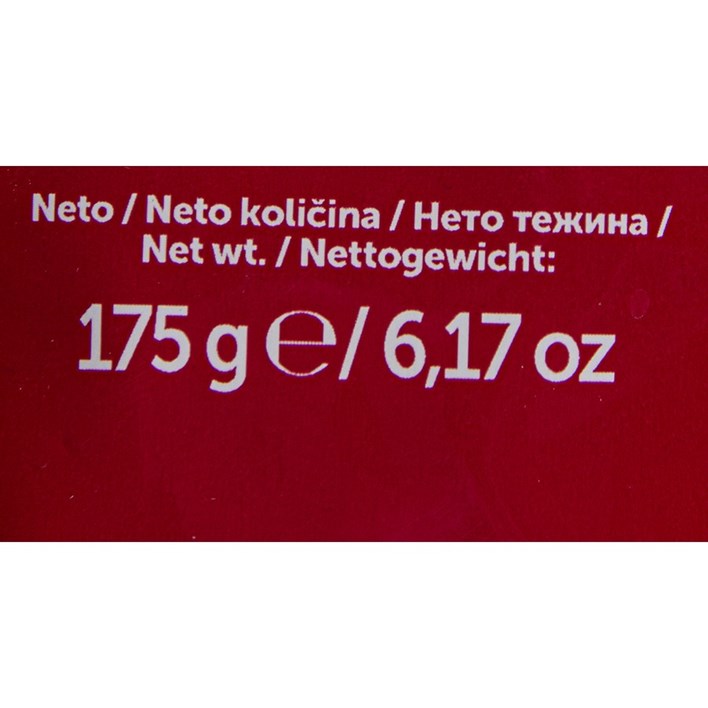 Neto / Neto količina / Нето тежина /
Net wt. / Nettogewicht:
175 g ℮ / 6,17 oz